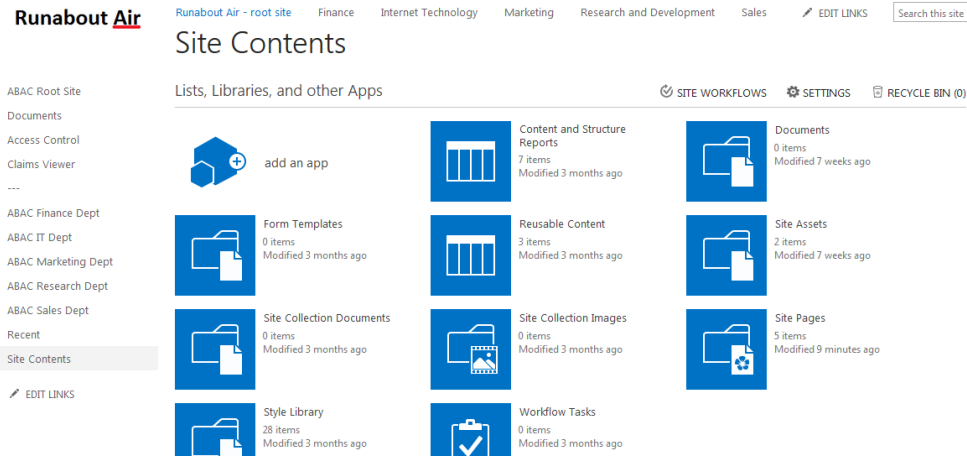 Runabout Air
Runabout Air - root site Finance Internet Technology Marketing Research and Development Sales EDIT LINKS Search this site
Site Contents
ABAC Root Site
Documents
Access Control
Claims Viewer
---
ABAC Finance Dept
ABAC IT Dept
ABAC Marketing Dept
ABAC Research Dept
ABAC Sales Dept
Recent
Site Contents
EDIT LINKS
Lists, Libraries, and other Apps
SITE WORKFLOWS SETTINGS RECYCLE BIN (0)
add an app
Content and Structure
Reports
7 items
Modified 3 months ago
Documents
0 items
Modified 7 weeks ago
Form Templates
0 items
Modified 3 months ago
Reusable Content
3 items
Modified 3 months ago
Site Assets
2 items
Modified 7 weeks ago
Site Collection Documents
0 items
Modified 3 months ago
Site Collection Images
0 items
Modified 3 months ago
Site Pages
5 items
Modified 9 minutes ago
Style Library
28 items
Modified 3 months ago
Workflow Tasks
0 items
Modified 3 months ago